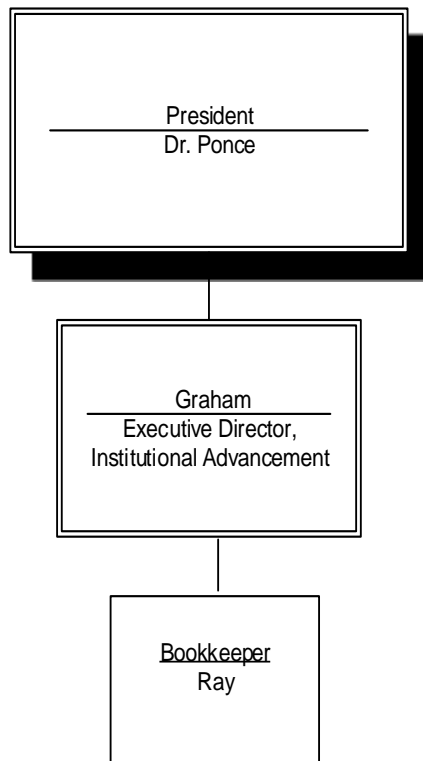 President
Dr. Ponce
Graham
Executive Director,
Institutional Advancement
Bookkeeper
Ray